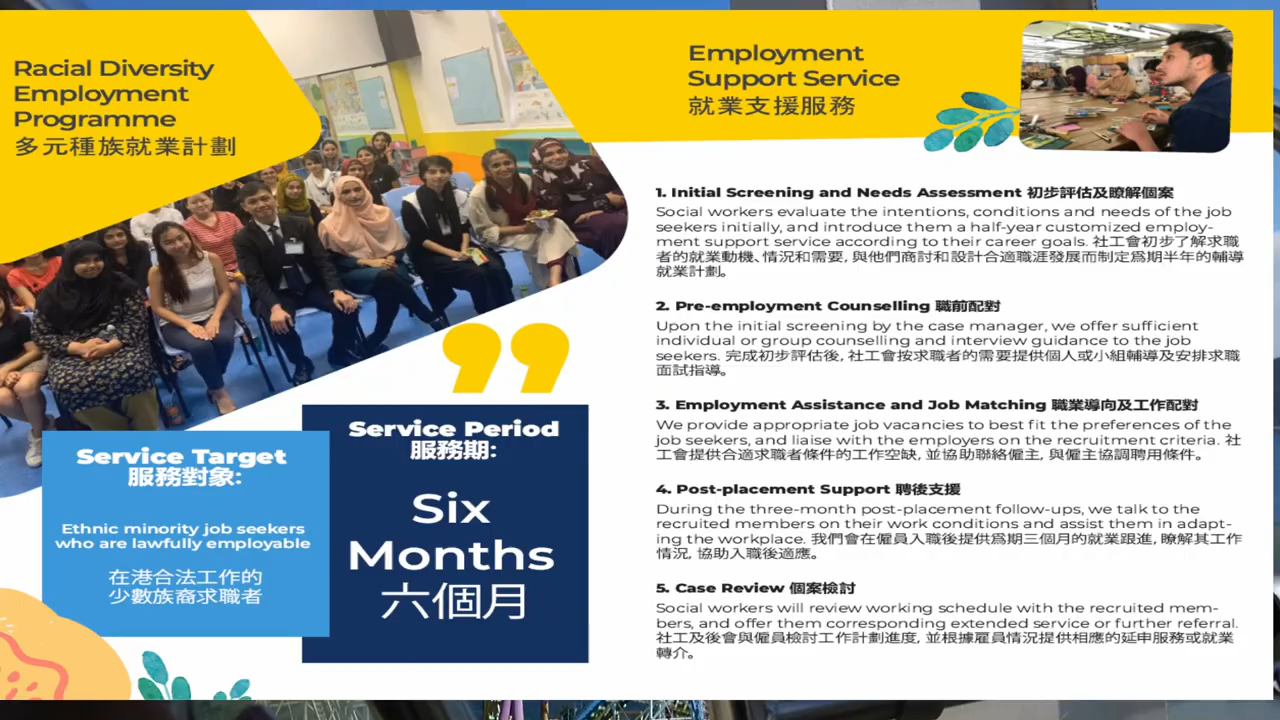 Racial Diversity
Employment
Programme
多元種族就業計劃
Service Target
服務對象:
Ethnic minority job seekers
who are lawfully employable
在港合法工作的
少數族裔求職者
Service Period
服務期:
Six
Months
六個月
Employment
Support Service
就業支援服務
1. Initial Screening and Needs Assessment 初步評估及瞭解個案
Social workers evaluate the intentions, conditions and needs of the job
seekers initially, and introduce them a half-year customized employ-
ment support service according to their career goals. 社工會初步了解求職
者的就業動機、情況和需要, 與他們商討和設計合適職涯發展而制定為期半年的輔導
就業計劃。
2. Pre-employment Counselling 職前配對
Upon the initial screening by the case manager, we offer sufficient
individual or group counselling and interview guidance to the job
seekers. 完成初步評估後, 社工會按求職者的需要提供個人或小組輔導及安排求職
面試指導。
3. Employment Assistance and Job Matching 職業導向及工作配對
We provide appropriate job vacancies to best fit the preferences of the
job seekers, and liaise with the employers on the recruitment criteria. 社
工會提供合適求職者條件的工作空缺, 並協助聯絡僱主, 與僱主協調聘用條件。
4. Post-placement Support 聘後支援
During the three-month post-placement follow-ups, we talk to the
recruited members on their work conditions and assist them in adapt-
ing the workplace. 我們會在僱員入職後提供為期三個月的就業跟進, 瞭解其工作
情況, 協助入職後適應。
5. Case Review 個案檢討
Social workers will review working schedule with the recruited mem-
bers, and offer them corresponding extended service or further referral.
社工及後會與僱員檢討工作計劃進度, 並根據雇員情況提供相應的延申服務或就業
轉介。